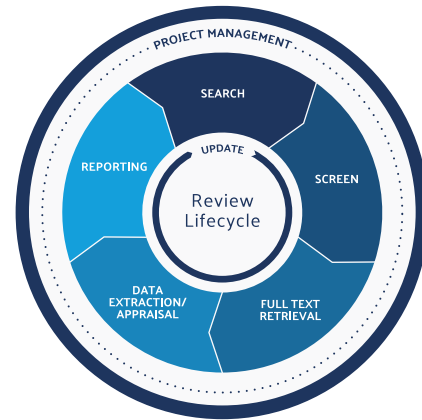 PROJECT MANAGEMENT
SEARCH
UPDATE
REPORTING
SCREEN
Review
Lifecycle
DATA
EXTRACTION/
APPRAISAL
FULL TEXT
RETRIEVAL